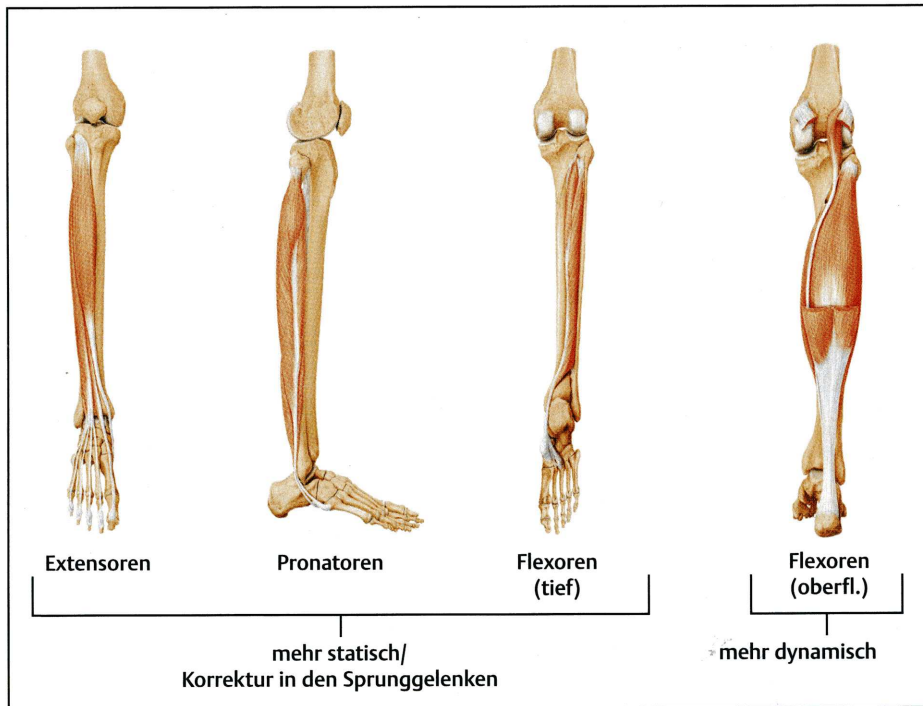 Extensoren
Pronatoren
Flexoren
(tief)
Flexoren
(oberfl.)
mehr statisch/
Korrektur in den Sprunggelenken
mehr dynamisch